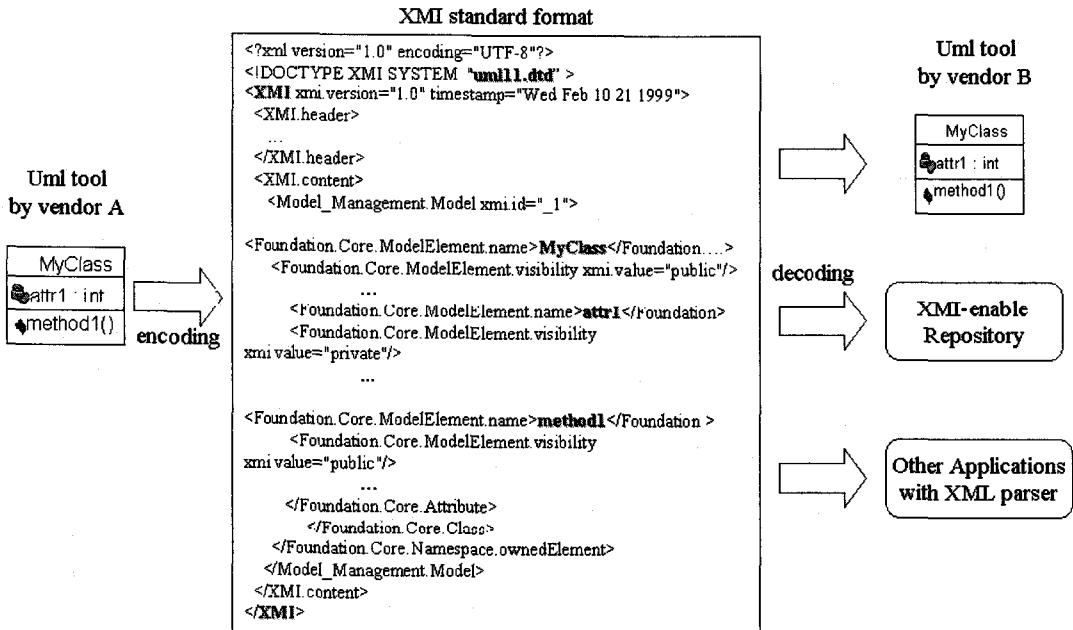 XMI standard format
Uml tool
by vendor A
MyClass
attr1 : int
method1()
encoding
<?xml version="1.0" encoding="UTF-8"?>
<!DOCTYPE XMI SYSTEM "uml11.dtd" >
<XMI xmi.version="1.0" timestamp="Wed Feb 10 21 1999">
<XMI.header>
...
</XMI.header>
<XMI.content>
<Model_Management.Model xmi.id="_1">
<Foundation.Core.ModelElement.name>MyClass</Foundation....>
<Foundation.Core.ModelElement.visibility xmi.value="public"/>
...
<Foundation.Core.ModelElement.name>attr1</Foundation>
<Foundation.Core.ModelElement.visibility
xmi.value="private"/>
...
<Foundation.Core.ModelElement.name>method1</Foundation >
<Foundation.Core.ModelElement.visibility
xmi.value="public"/>
...
</Foundation.Core.Attribute>
</Foundation.Core.Class>
</Foundation.Core.Namespace.ownedElement>
</Model_Management.Model>
</XMI.content>
</XMI>
decoding
Uml tool
by vendor B
MyClass
attr1 : int
method1()
XMI-enable
Repository
Other Applications
with XML parser